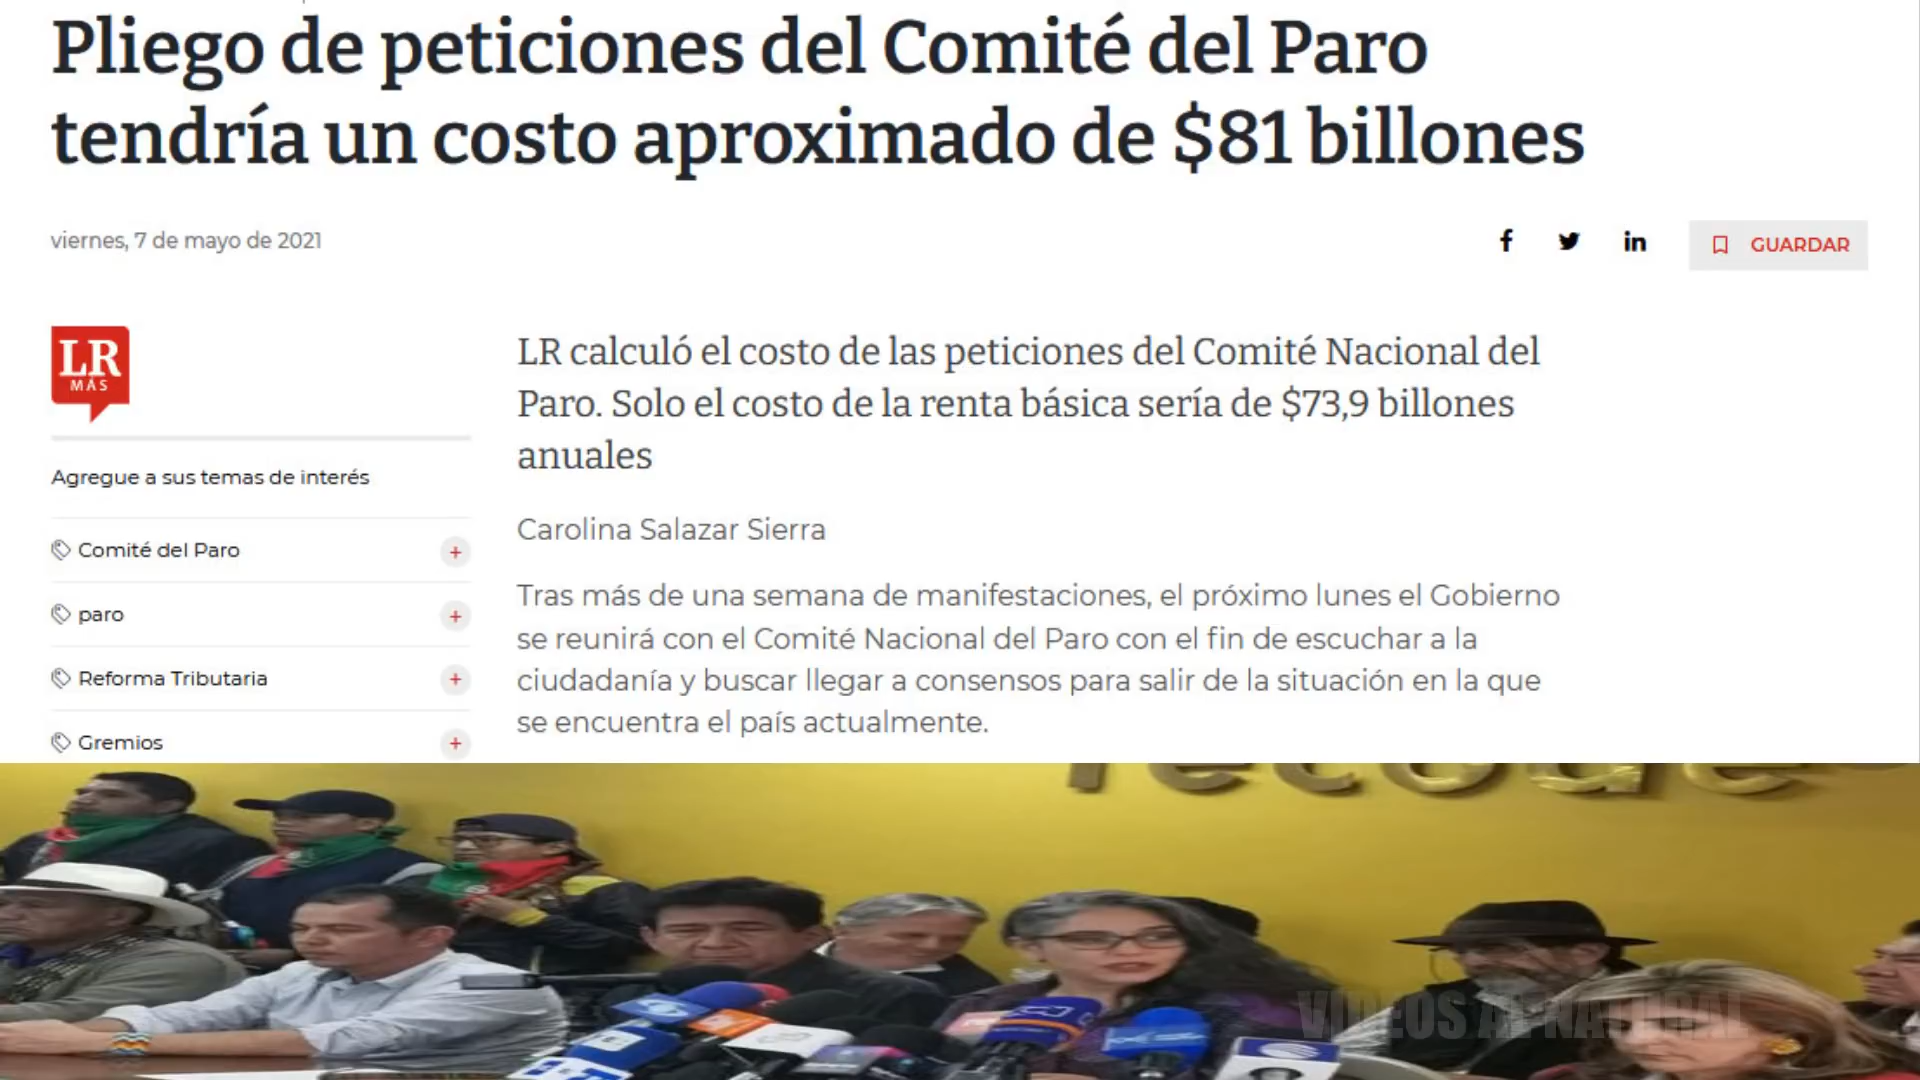 Pliego de peticiones del Comité del Paro
tendría un costo aproximado de $81 billones
viernes, 7 de mayo de 2021
GUARDAR
LR
MÁS
LR calculó el costo de las peticiones del Comité Nacional del
Paro. Solo el costo de la renta básica sería de $73,9 billones
anuales
Agregue a sus temas de interés
Carolina Salazar Sierra
Comité del Paro
paro
Reforma Tributaria
Gremios
Tras más de una semana de manifestaciones, el próximo lunes el Gobierno
se reunirá con el Comité Nacional del Paro con el fin de escuchar a la
ciudadanía y buscar llegar a consensos para salir de la situación en la que
se encuentra el país actualmente.
fecode
VÍDEOS AL NATURAL